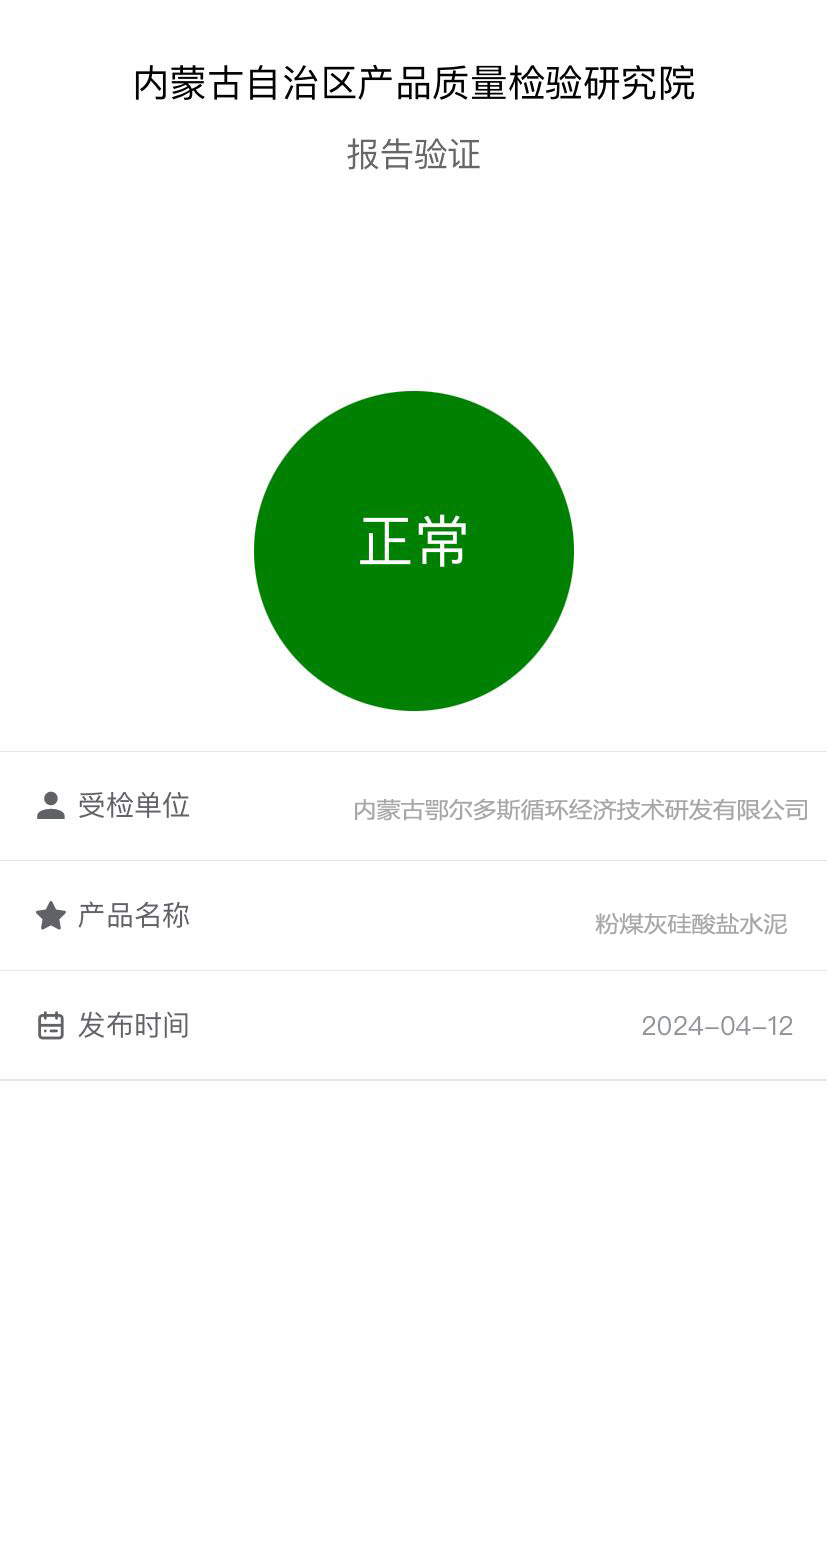 内蒙古自治区产品质量检验研究院
报告验证
正常
受检单位 内蒙古鄂尔多斯循环经济技术研发有限公司
产品名称 粉煤灰硅酸盐水泥
发布时间 2024-04-12